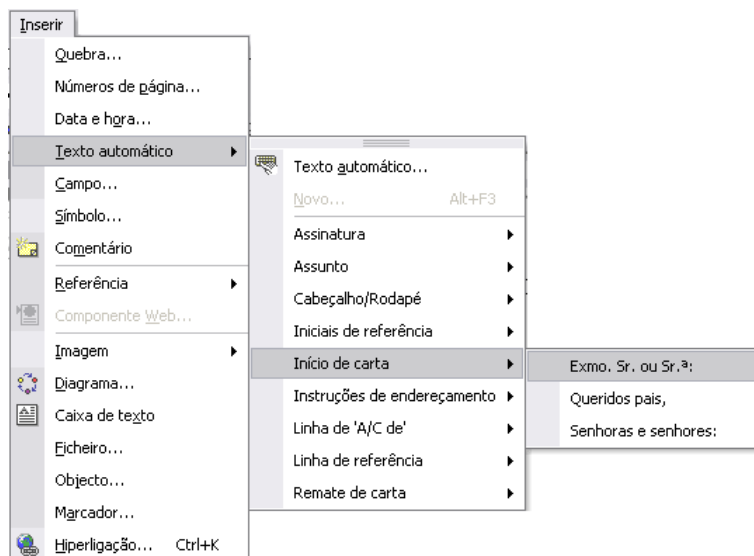 Inserir
Quebra...
Números de página...
Data e hora...
Texto automático
Campo...
Símbolo...
Comentário
Referência
Componente Web...
Imagem
Diagrama...
Caixa de texto
Ficheiro...
Objecto...
Marcador...
Hiperligação... Ctrl+K
Texto automático...
Novo... Alt+F3
Assinatura
Assunto
Cabeçalho/Rodapé
Iniciais de referência
Início de carta
Instruções de endereçamento
Linha de 'A/C de'
Linha de referência
Remate de carta
Exmo. Sr. ou Sr.ª:
Queridos pais,
Senhoras e senhores: